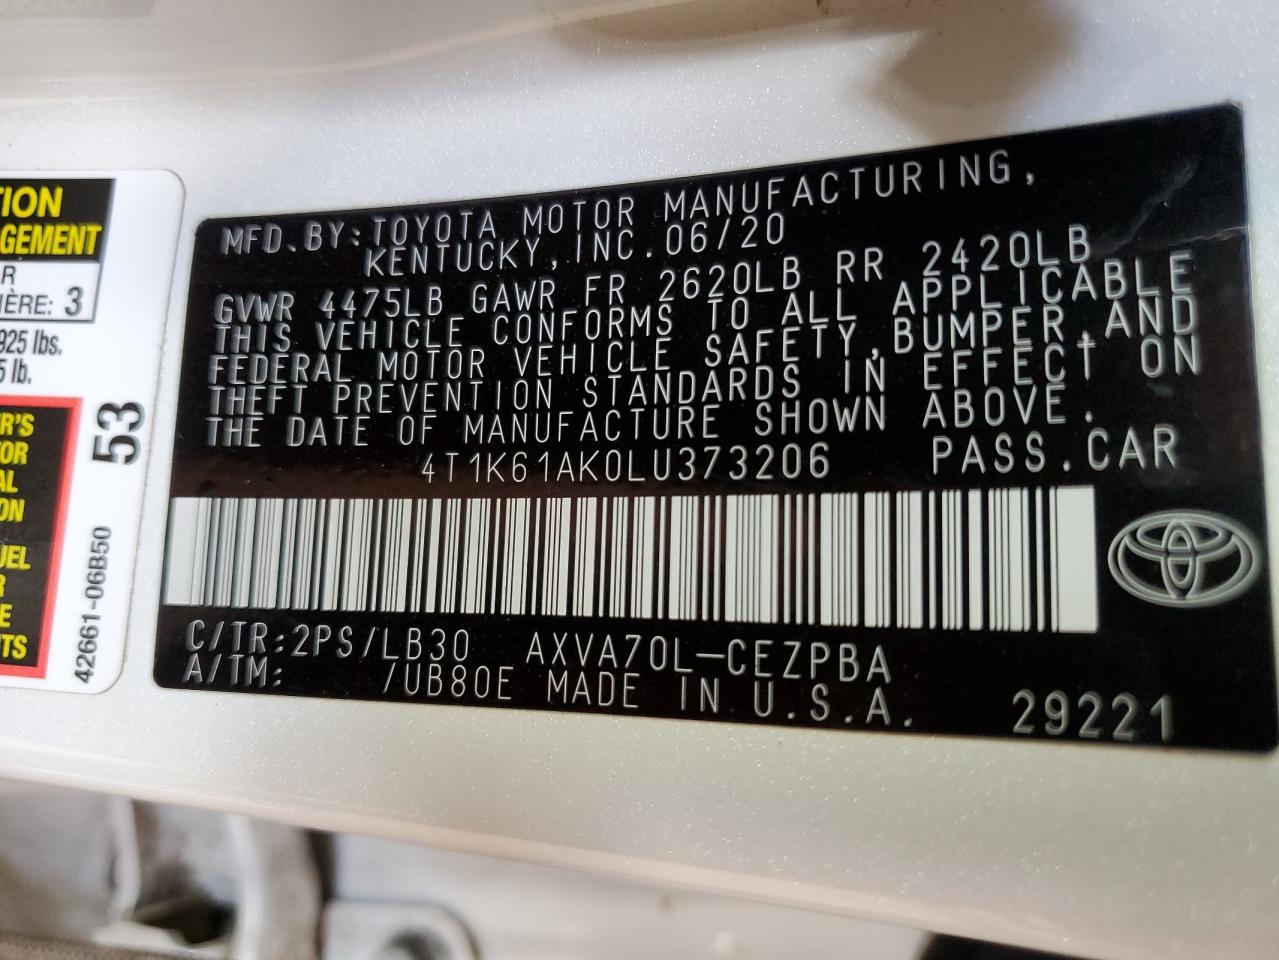 TION
GEMENT
R
IÈRE: 3
925 lbs.
5 lb.
53
42661-06B50
MFD.BY:TOYOTA MOTOR MANUFACTURING,
KENTUCKY,INC.06/20
GVWR 4475LB GAWR FR 2620LB RR 2420LB
THIS VEHICLE CONFORMS TO ALL APPLICABLE
FEDERAL MOTOR VEHICLE SAFETY,BUMPER,AND
THEFT PREVENTION STANDARDS IN EFFECT ON
THE DATE OF MANUFACTURE SHOWN ABOVE.
4T1K61AK0LU373206 PASS.CAR
C/TR:2PS/LB30 AXVA70L-CEZPBA
A/TM: /UB80E MADE IN U.S.A. 29221